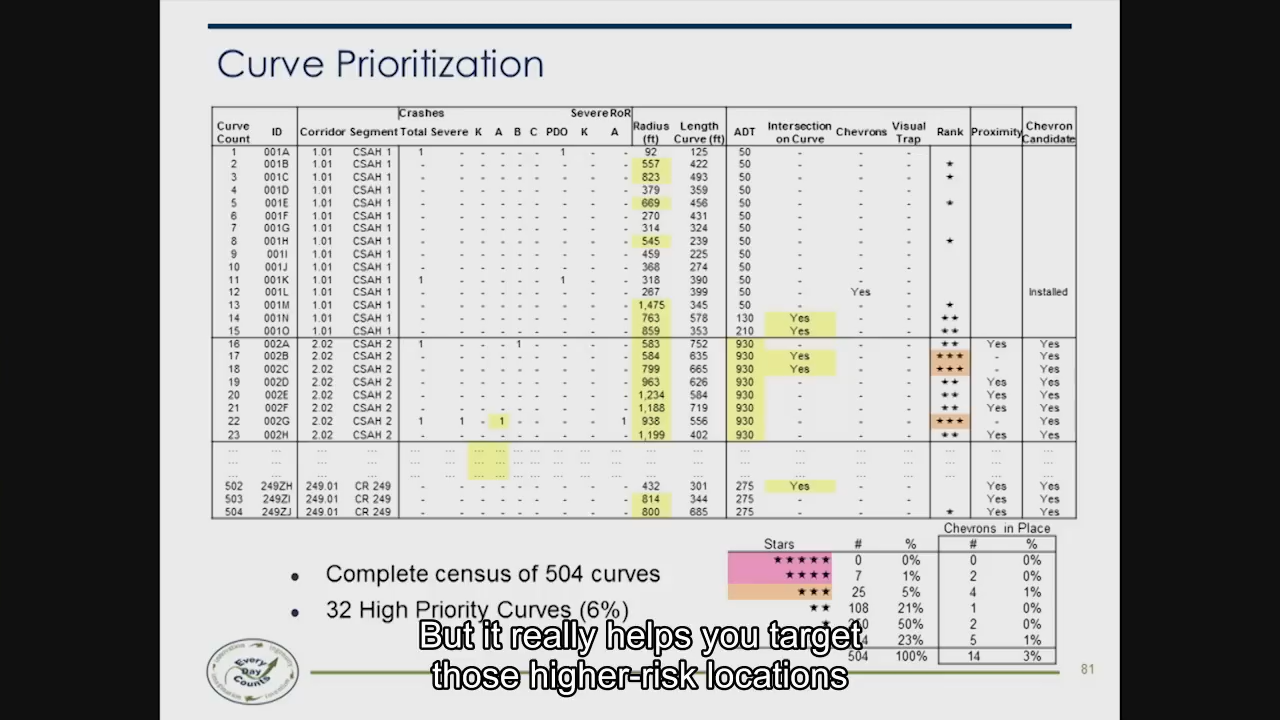 Curve Prioritization
Crashes Severe RoR
Curve Count ID Corridor Segment Total Severe K A B C PDO K A Radius (ft) Length Curve (ft) ADT Intersection on Curve Chevrons Visual Trap Rank Proximity Chevron Candidate
1 001A 1.01 CSAH 1 1 - - - - - 1 - - 92 125 50 - - -
2 001B 1.01 CSAH 1 - - - - - - - - - 557 422 50 - - - ★
3 001C 1.01 CSAH 1 - - - - - - - - - 823 493 50 - - - ★
4 001D 1.01 CSAH 1 - - - - - - - - - 379 359 50 - - -
5 001E 1.01 CSAH 1 - - - - - - - - - 669 456 50 - - - ★
6 001F 1.01 CSAH 1 - - - - - - - - - 270 431 50 - - -
7 001G 1.01 CSAH 1 - - - - - - - - - 314 324 50 - - -
8 001H 1.01 CSAH 1 - - - - - - - - - 545 239 50 - - - ★
9 001I 1.01 CSAH 1 - - - - - - - - - 459 225 50 - - -
10 001J 1.01 CSAH 1 - - - - - - - - - 368 274 50 - - -
11 001K 1.01 CSAH 1 1 - - - - - 1 - - 318 390 50 - - -
12 001L 1.01 CSAH 1 - - - - - - - - - 267 399 50 - Yes - Installed
13 001M 1.01 CSAH 1 - - - - - - - - - 1,475 345 50 - - - ★
14 001N 1.01 CSAH 1 - - - - - - - - - 763 578 130 Yes - - ★★
15 001O 1.01 CSAH 1 - - - - - - - - - 859 353 210 Yes - - ★★
16 002A 2.02 CSAH 2 1 - - - 1 - - - - 583 752 930 - - - ★★ Yes Yes
17 002B 2.02 CSAH 2 - - - - - - - - - 584 635 930 Yes - - ★★★ - Yes
18 002C 2.02 CSAH 2 - - - - - - - - - 799 665 930 Yes - - ★★★ - Yes
19 002D 2.02 CSAH 2 - - - - - - - - - 963 626 930 - - - ★★ Yes Yes
20 002E 2.02 CSAH 2 - - - - - - - - - 1,234 584 930 - - - ★★ Yes Yes
21 002F 2.02 CSAH 2 - - - - - - - - - 1,188 719 930 - - - ★★ Yes Yes
22 002G 2.02 CSAH 2 1 1 - 1 - - - - 1 938 556 930 - - - ★★★ - Yes
23 002H 2.02 CSAH 2 - - - - - - - - - 1,199 402 930 - - - ★★ Yes Yes
... ... ... ... ... ... ... ... ... ... ... ... ... ... ... ... ... ... ... ... ... ...
... ... ... ... ... ... ... ... ... ... ... ... ... ... ... ... ... ... ... ... ... ...
... ... ... ... ... ... ... ... ... ... ... ... ... ... ... ... ... ... ... ... ... ...
502 249ZH 249.01 CR 249 - - - - - - - - - 432 301 275 Yes - - Yes Yes
503 249ZI 249.01 CR 249 - - - - - - - - - 814 344 275 - - - Yes Yes
504 249ZJ 249.01 CR 249 - - - - - - - - - 800 685 275 - - - ★ Yes Yes
Chevrons in Place
Stars # % # %
★★★★★ 0 0% 0 0%
★★★★ 7 1% 2 0%
★★★ 25 5% 4 1%
★★ 108 21% 1 0%
★ 50% 2 0%
23% 5 1%
504 100% 14 3%
• Complete census of 504 curves
• 32 High Priority Curves (6%)
But it really helps you target
those higher-risk locations
Every
Day
Counts
81